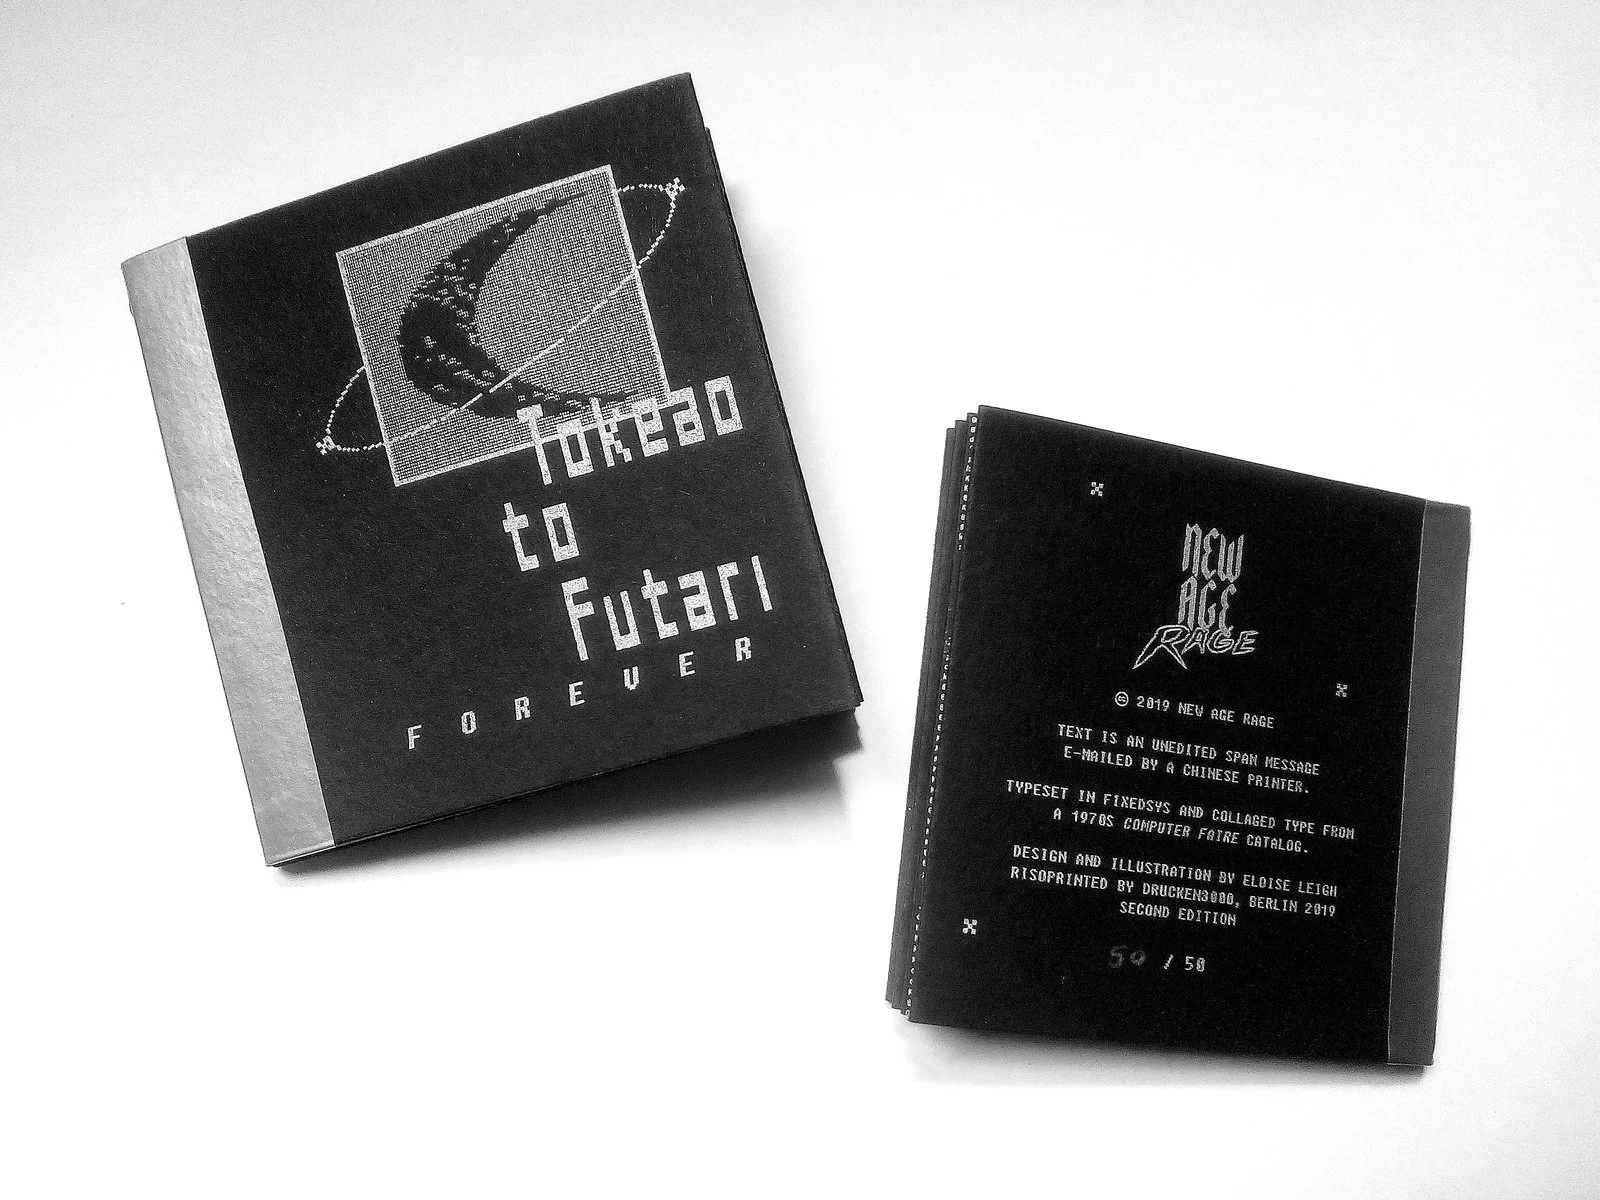 Tokeao
to
Futari
FOREVER
NEW
AGE
RAGE
© 2019 NEW AGE RAGE
TEXT IS AN UNEDITED SPAM MESSAGE
E-MAILED BY A CHINESE PRINTER.
TYPESET IN FIXEDSYS AND COLLAGED TYPE FROM
A 1970S COMPUTER FAIRE CATALOG.
DESIGN AND ILLUSTRATION BY ELOISE LEIGH
RISOPRINTED BY DRUCKEN3000, BERLIN 2019
SECOND EDITION
50 / 50